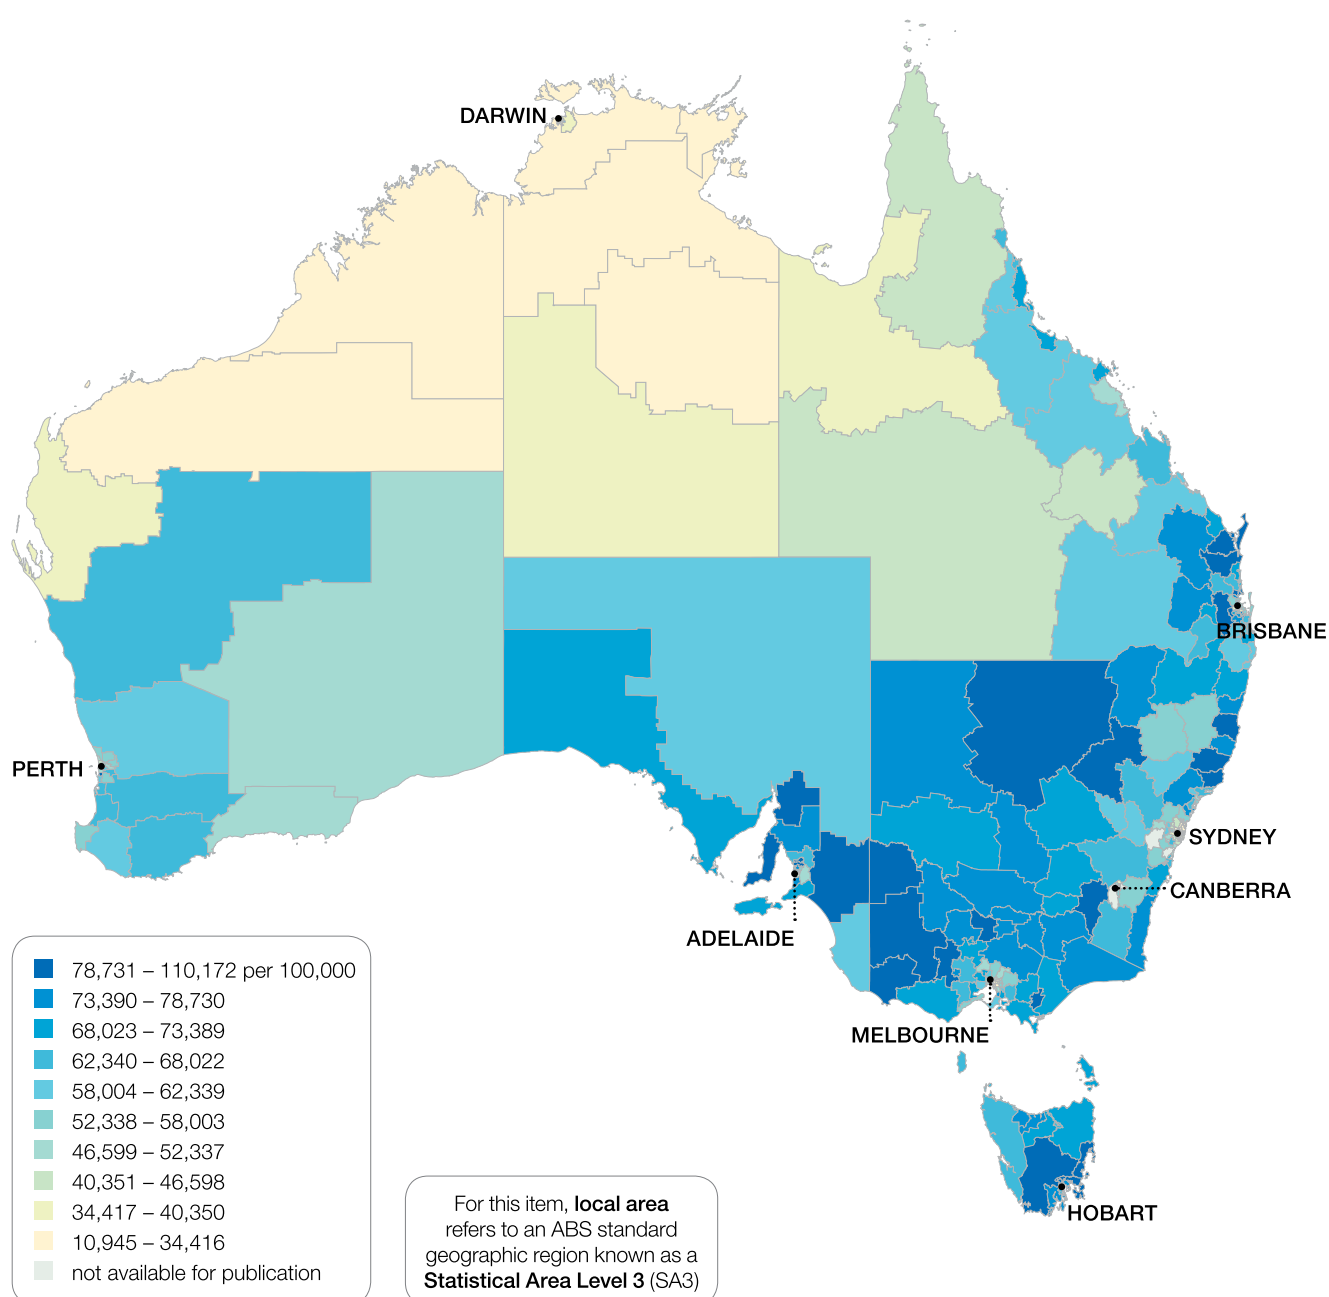 DARWIN
BRISBANE
PERTH
SYDNEY
CANBERRA
ADELAIDE
MELBOURNE
HOBART
78,731 – 110,172 per 100,000
73,390 – 78,730
68,023 – 73,389
62,340 – 68,022
58,004 – 62,339
52,338 – 58,003
46,599 – 52,337
40,351 – 46,598
34,417 – 40,350
10,945 – 34,416
not available for publication
For this item, local area
refers to an ABS standard
geographic region known as a
Statistical Area Level 3 (SA3)